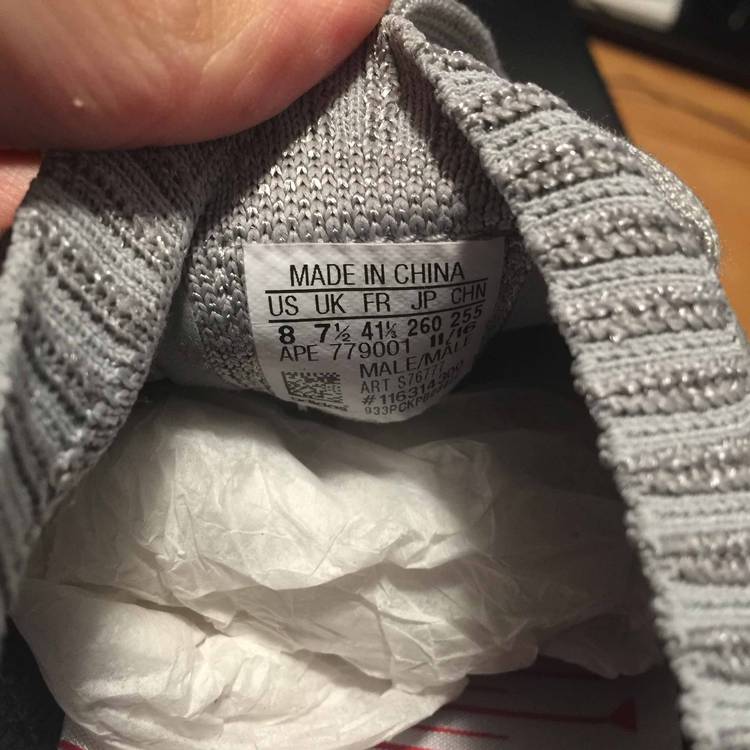 MADE IN CHINA
US UK FR JP CHN
8 7½ 41⅓ 260 255
APE 779001 11/16
MALE/MALE
ART
adidas